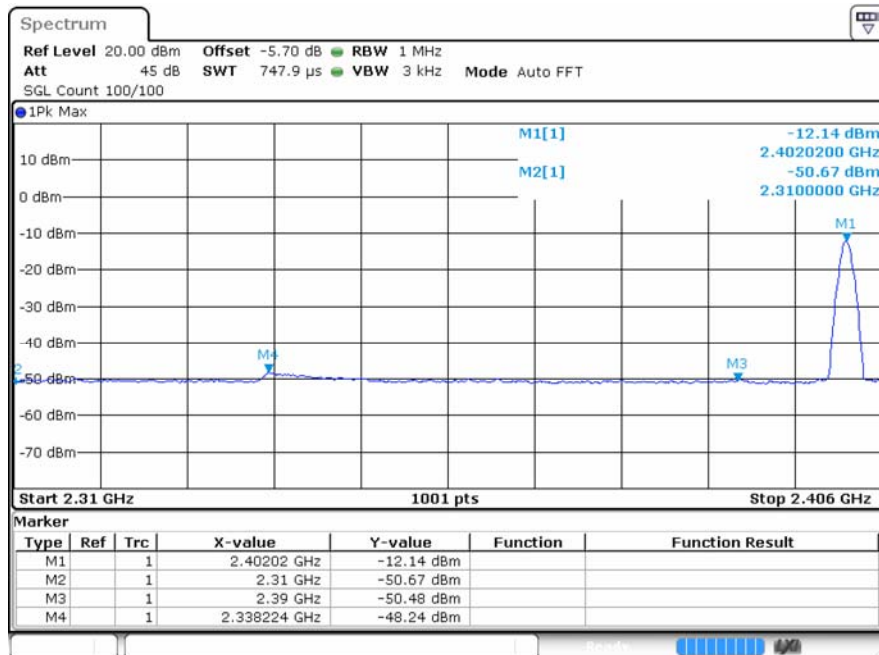 Spectrum
Ref Level 20.00 dBm Offset -5.70 dB RBW 1 MHz
Att 45 dB SWT 747.9 µs VBW 3 kHz Mode Auto FFT
SGL Count 100/100
1Pk Max
M1[1] -12.14 dBm
2.4020200 GHz
M2[1] -50.67 dBm
2.3100000 GHz
10 dBm
0 dBm
-10 dBm
M1
-20 dBm
-30 dBm
-40 dBm
M4
M3
2
-50 dBm
-60 dBm
-70 dBm
Start 2.31 GHz 1001 pts Stop 2.406 GHz
Marker
Type Ref Trc X-value Y-value Function Function Result
M1 1 2.40202 GHz -12.14 dBm
M2 1 2.31 GHz -50.67 dBm
M3 1 2.39 GHz -50.48 dBm
M4 1 2.338224 GHz -48.24 dBm
Ready
LXI